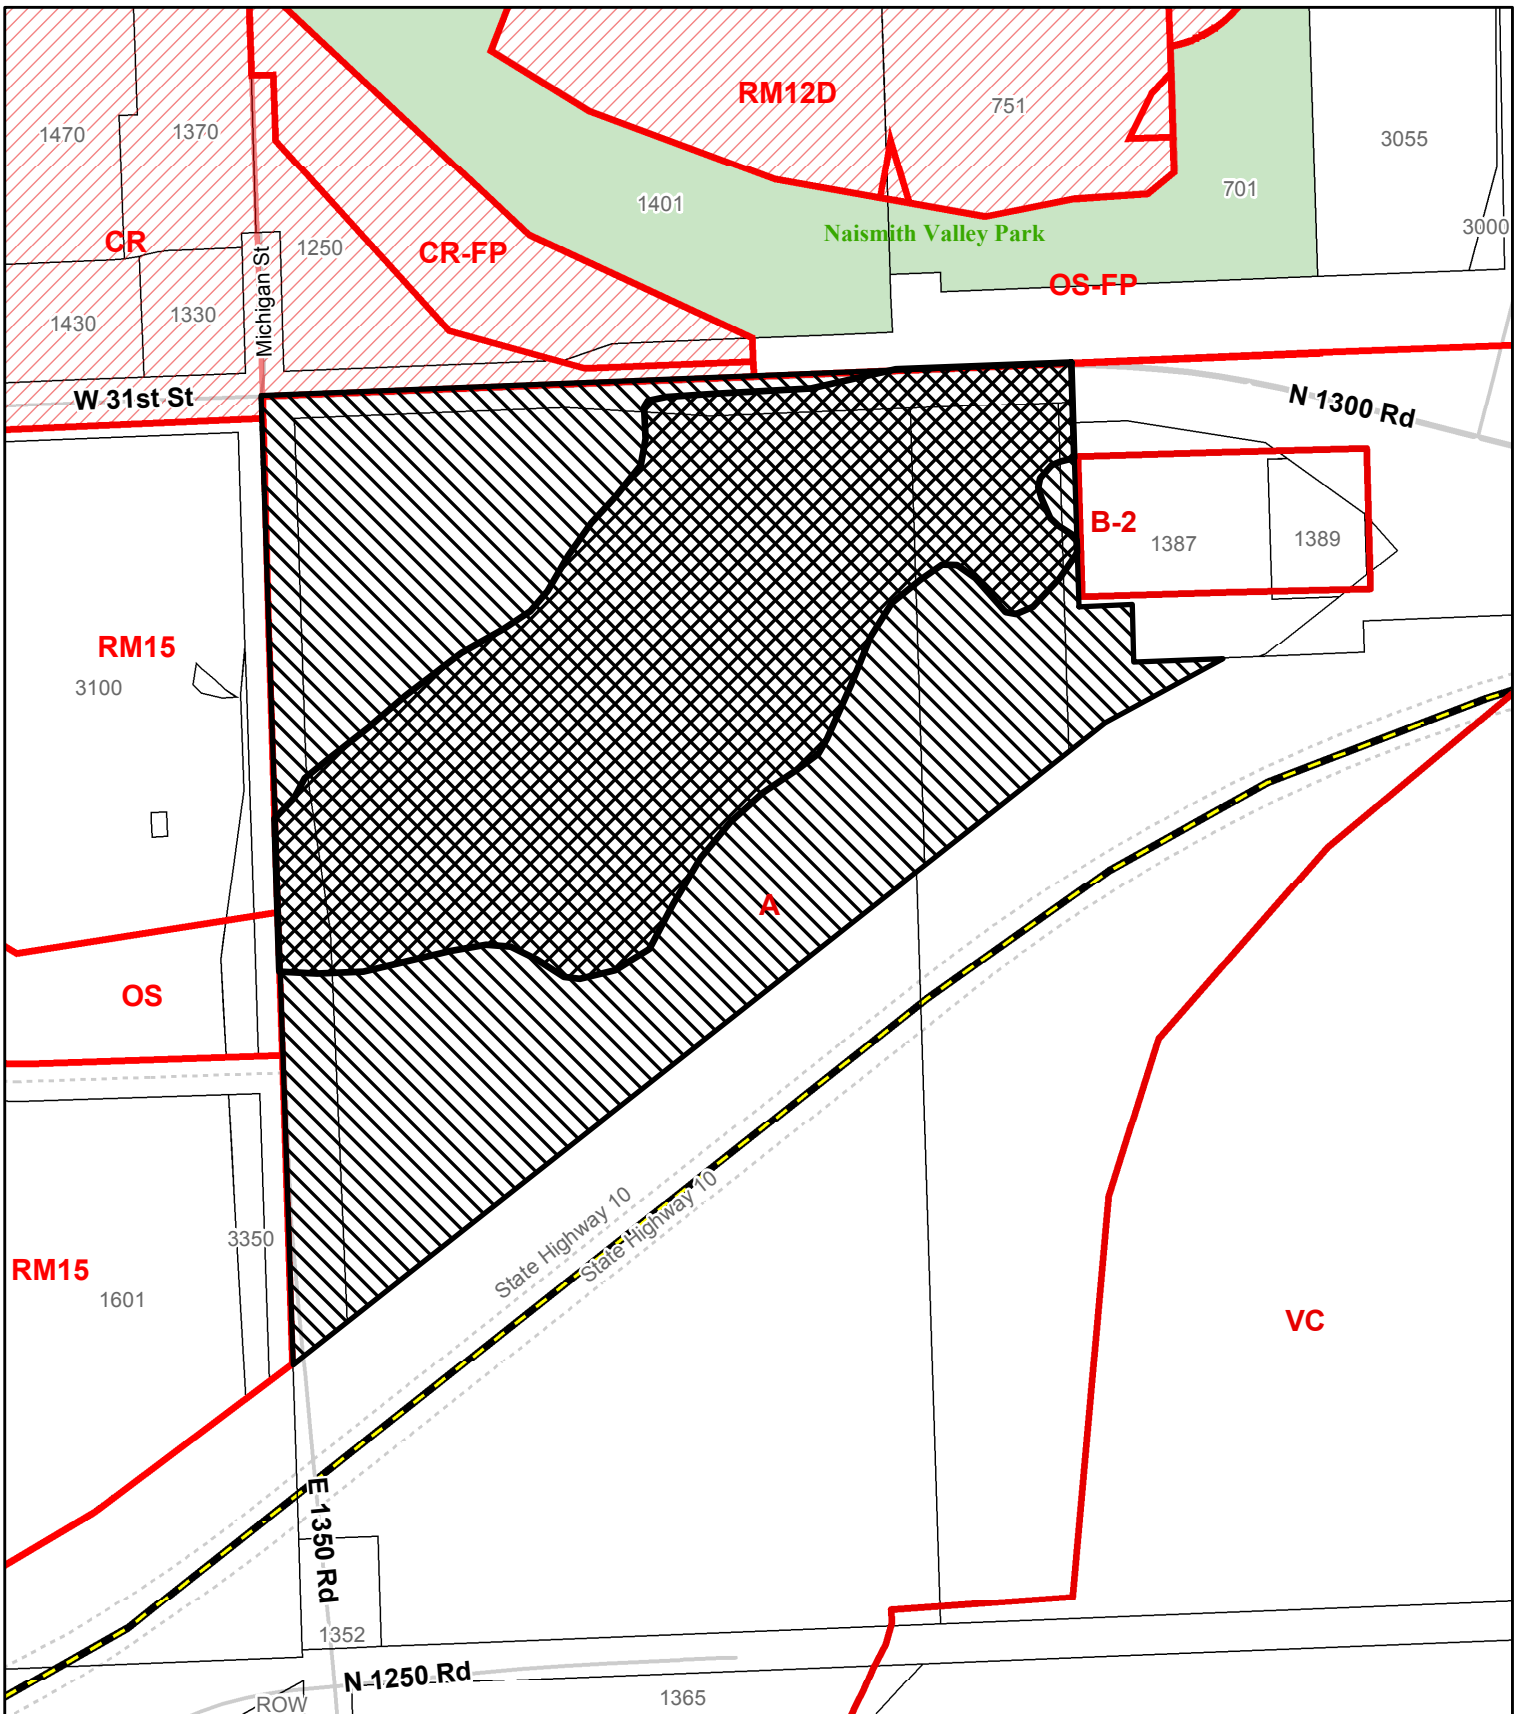 RM12D
751
1470
1370
3055
1401
701
3000
Naismith Valley Park
CR
1250
CR-FP
OS-FP
1430
1330
Michigan St
W 31st St
N 1300 Rd
B-2
1387
1389
RM15
3100
A
OS
State Highway 10
State Highway 10
3350
RM15
1601
VC
E 1350 Rd
1352
N 1250 Rd
ROW
1365